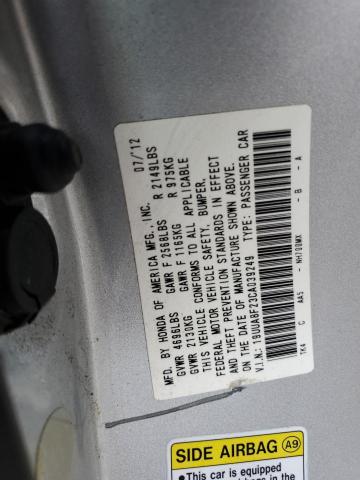 07/12
MFD. BY HONDA OF AMERICA MFG., INC.
GVWR 4696LBS GAWR F 2568LBS R 2149LBS
GVWR 2130KG GAWR F 1165KG R 975KG
THIS VEHICLE CONFORMS TO ALL APPLICABLE
FEDERAL MOTOR VEHICLE SAFETY, BUMPER,
AND THEFT PREVENTION STANDARDS IN EFFECT
ON THE DATE OF MANUFACTURE SHOWN ABOVE.
V.I.N.: 19UUA8F23CA039249 TYPE: PASSENGER CAR
TK4 C AA5 - NH700MX - B - A
SIDE AIRBAG A9
• This car is equipped